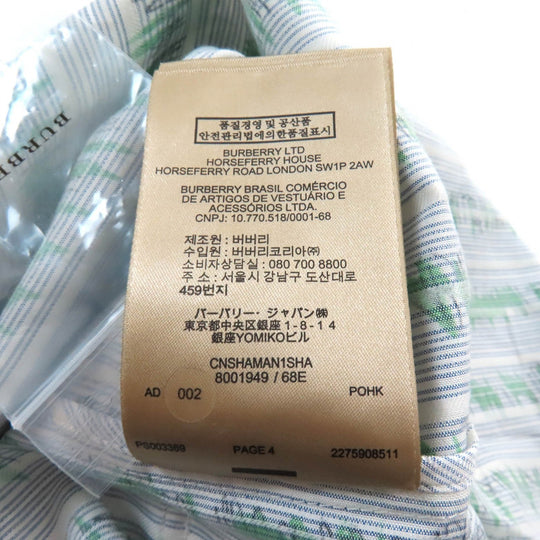 BURBERR
품질경영 및 공산품
안전관리법에의한품질표시
BURBERRY LTD
HORSEFERRY HOUSE
HORSEFERRY ROAD LONDON SW1P 2AW
BURBERRY BRASIL COMÉRCIO
DE ARTIGOS DE VESTUÁRIO E
ACESSÓRIOS LTDA.
CNPJ: 10.770.518/0001-68
제조원 : 버버리
수입원 : 버버리코리아㈜
소비자상담실 : 080 700 8800
주 소 : 서울시 강남구 도산대로
459번지
バーバリー・ジャパン㈱
東京都中央区銀座1-8-14
銀座YOMIKOビル
CNSHAMAN1SHA
8001949 / 68E
AD 002 POHK
PS003369 PAGE 4 2275908511